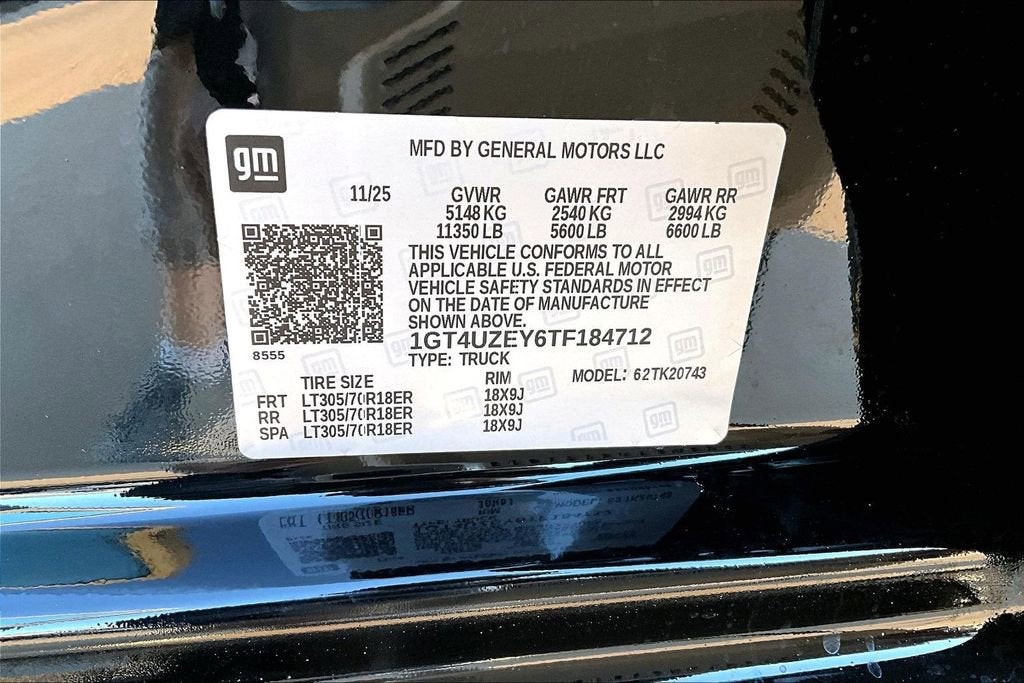 gm
MFD BY GENERAL MOTORS LLC
11/25 GVWR GAWR FRT GAWR RR
5148 KG 2540 KG 2994 KG
11350 LB 5600 LB 6600 LB
THIS VEHICLE CONFORMS TO ALL
APPLICABLE U.S. FEDERAL MOTOR
VEHICLE SAFETY STANDARDS IN EFFECT
ON THE DATE OF MANUFACTURE
SHOWN ABOVE.
8555
1GT4UZEY6TF184712
TYPE: TRUCK
TIRE SIZE RIM MODEL: 62TK20743
FRT LT305/70R18ER 18X9J
RR LT305/70R18ER 18X9J
SPA LT305/70R18ER 18X9J